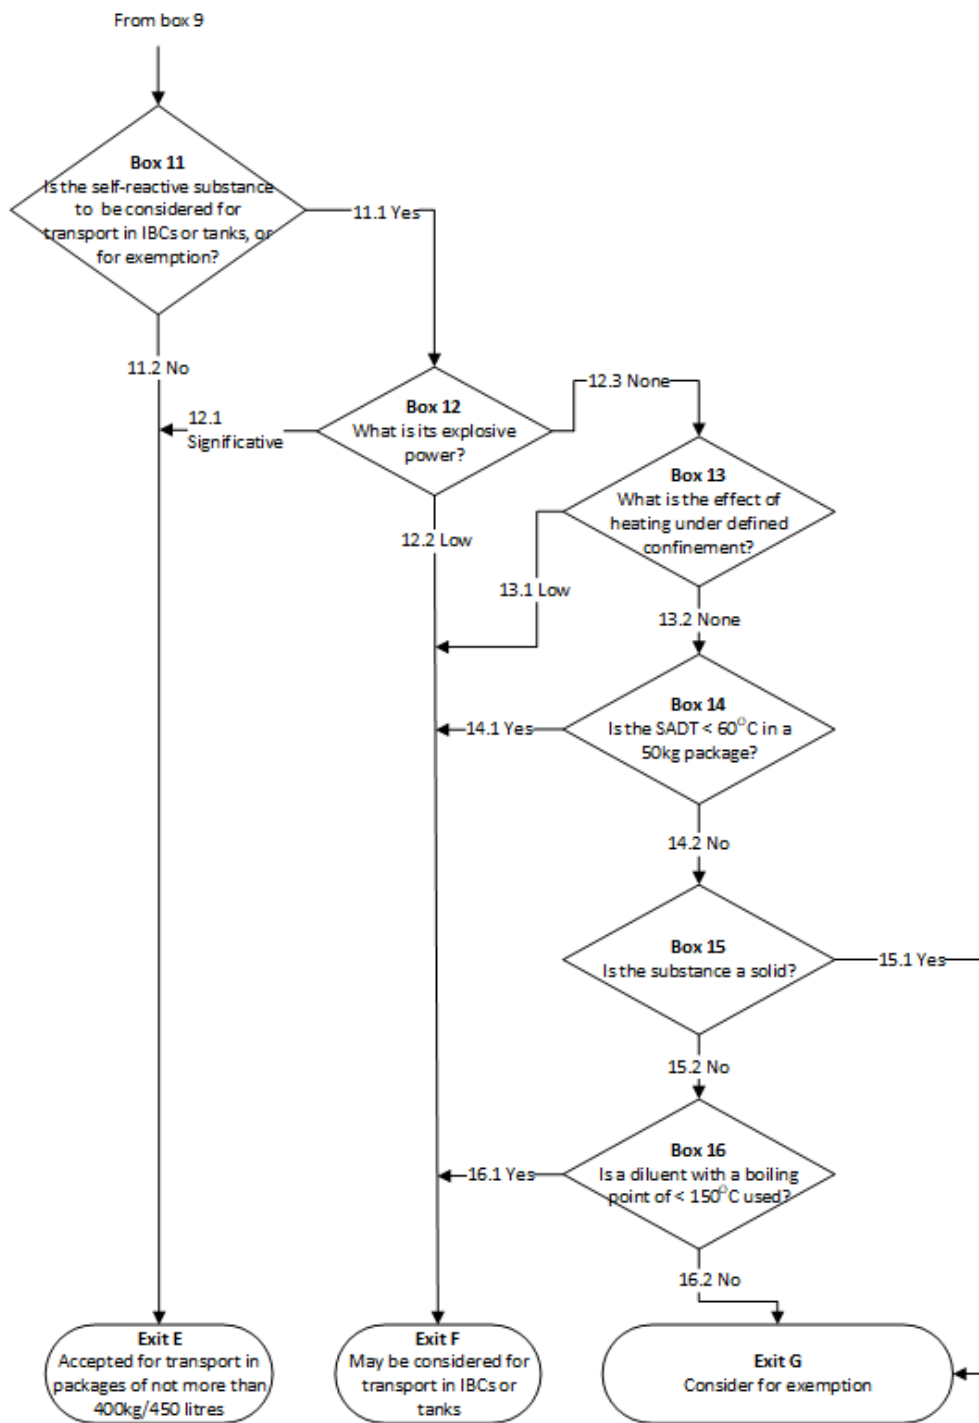 From box 9
Box 11
Is the self-reactive substance
to be considered for
transport in IBCs or tanks, or
for exemption?
11.1 Yes
11.2 No
12.3 None
Box 12
What is its explosive
power?
12.1
Significative
Box 13
What is the effect of
heating under defined
confinement?
12.2 Low
13.1 Low
13.2 None
Box 14
Is the SADT < 60°C in a
50kg package?
14.1 Yes
14.2 No
Box 15
Is the substance a solid?
15.1 Yes
15.2 No
Box 16
Is a diluent with a boiling
point of < 150°C used?
16.1 Yes
16.2 No
Exit E
Accepted for transport in
packages of not more than
400kg/450 litres
Exit F
May be considered for
transport in IBCs or
tanks
Exit G
Consider for exemption